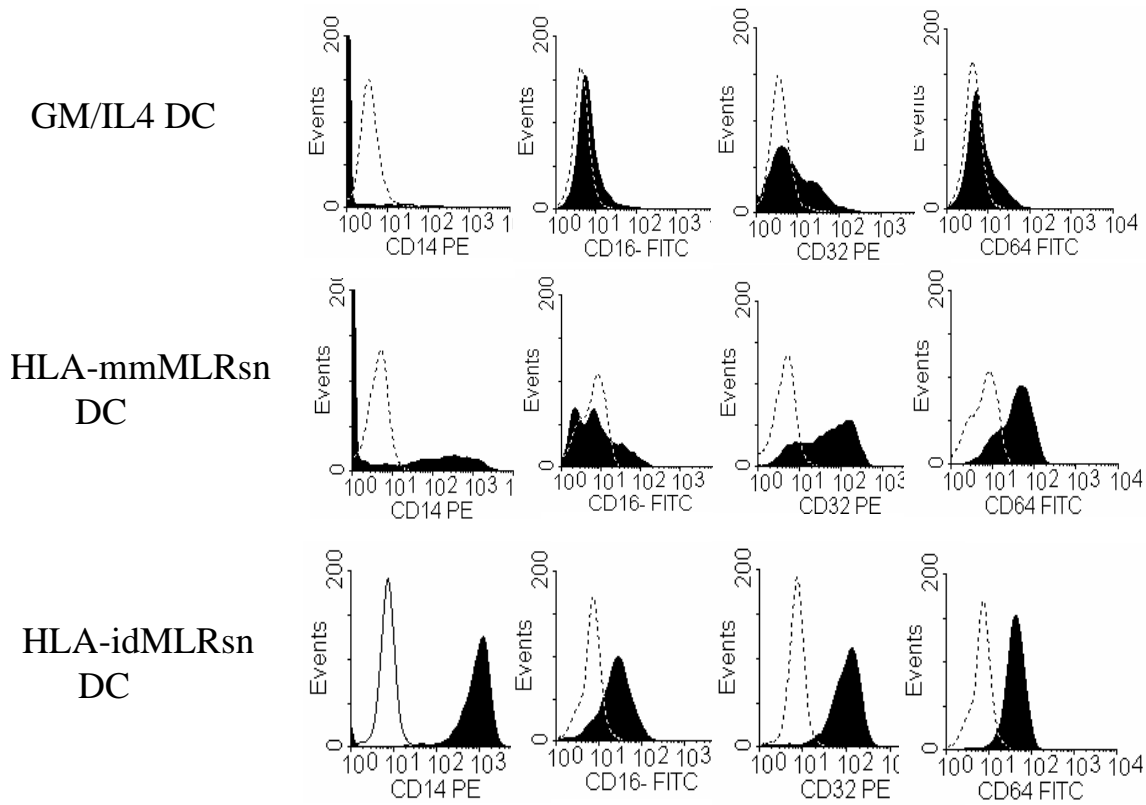 GM/IL4 DC
200
Events
0
10⁰ 10¹ 10² 10³ 1
CD14 PE
200
Events
0
10⁰ 10¹ 10² 10³
CD16- FITC
200
Events
0
10⁰ 10¹ 10² 10³
CD32 PE
200
Events
0
10⁰ 10¹ 10² 10³ 10⁴
CD64 FITC
HLA-mmMLRsn
DC
200
Events
0
10⁰ 10¹ 10² 10³ 1
CD14 PE
200
Events
0
10⁰ 10¹ 10² 10³
CD16- FITC
200
Events
0
10⁰ 10¹ 10² 10³
CD32 PE
200
Events
0
10⁰ 10¹ 10² 10³ 10⁴
CD64 FITC
HLA-idMLRsn
DC
200
Events
0
10⁰ 10¹ 10² 10³
CD14 PE
200
Events
0
10⁰ 10¹ 10² 10³
CD16- FITC
200
Events
0
10⁰ 10¹ 10² 10
CD32 PE
200
Events
0
10⁰ 10¹ 10² 10³ 10⁴
CD64 FITC